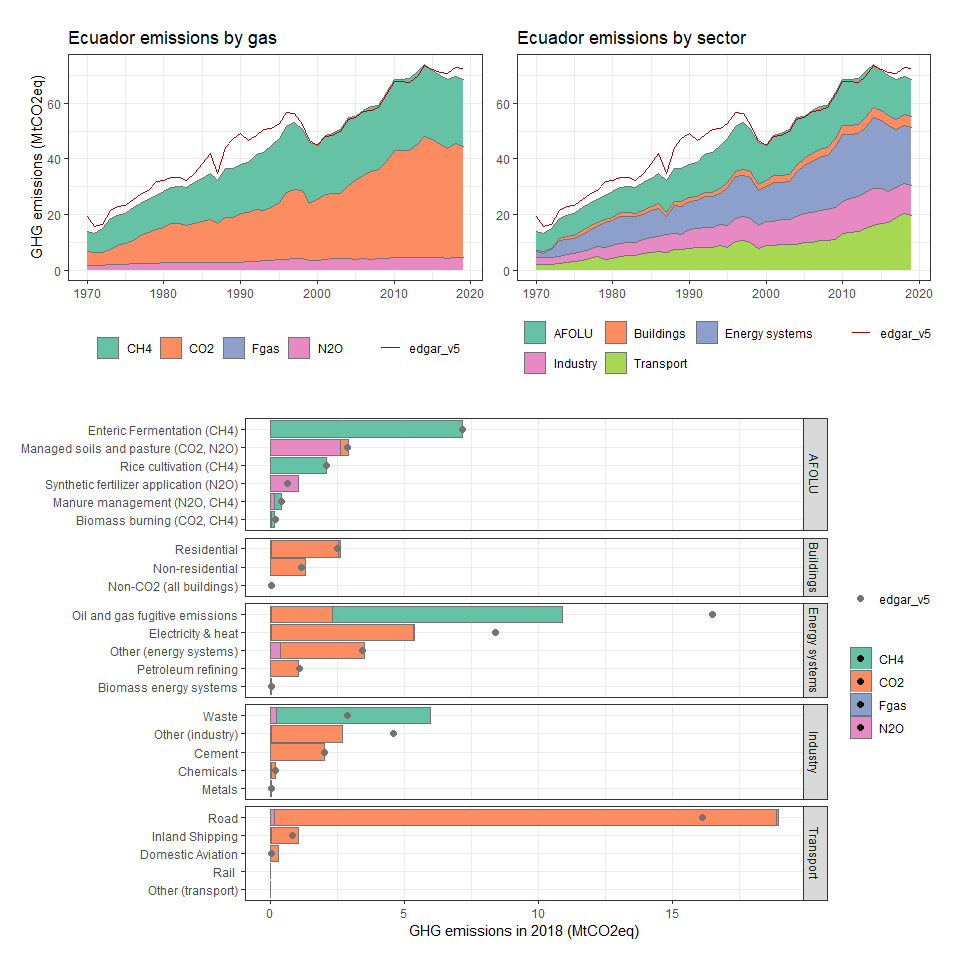 Ecuador emissions by gas
GHG emissions (MtCO2eq)
60
40
20
0
1970
1980
1990
2000
2010
2020
CH4
CO2
Fgas
N2O
edgar_v5
Ecuador emissions by sector
60
40
20
0
1970
1980
1990
2000
2010
2020
AFOLU
Buildings
Energy systems
edgar_v5
Industry
Transport
Enteric Fermentation (CH4)
Managed soils and pasture (CO2, N2O)
Rice cultivation (CH4)
Synthetic fertilizer application (N2O)
Manure management (N2O, CH4)
Biomass burning (CO2, CH4)
AFOLU
Residential
Non-residential
Non-CO2 (all buildings)
Buildings
Oil and gas fugitive emissions
Electricity & heat
Other (energy systems)
Petroleum refining
Biomass energy systems
Energy systems
Waste
Other (industry)
Cement
Chemicals
Metals
Industry
Road
Inland Shipping
Domestic Aviation
Rail
Other (transport)
Transport
0
5
10
15
GHG emissions in 2018 (MtCO2eq)
edgar_v5
CH4
CO2
Fgas
N2O